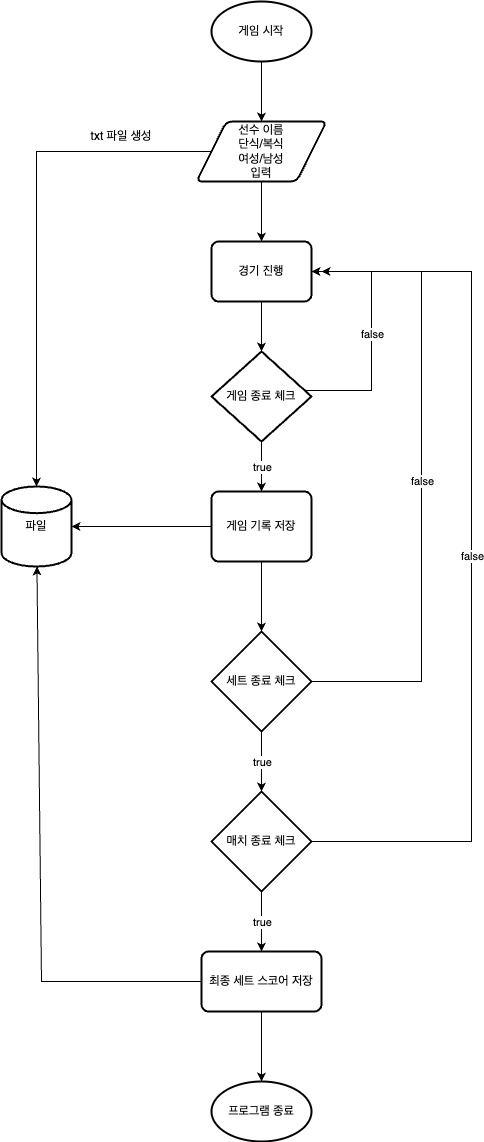 게임 시작
txt 파일 생성
선수 이름
단식/복식
여성/남성
입력
경기 진행
false
게임 종료 체크
true
false
파일
게임 기록 저장
false
세트 종료 체크
true
매치 종료 체크
true
최종 세트 스코어 저장
프로그램 종료